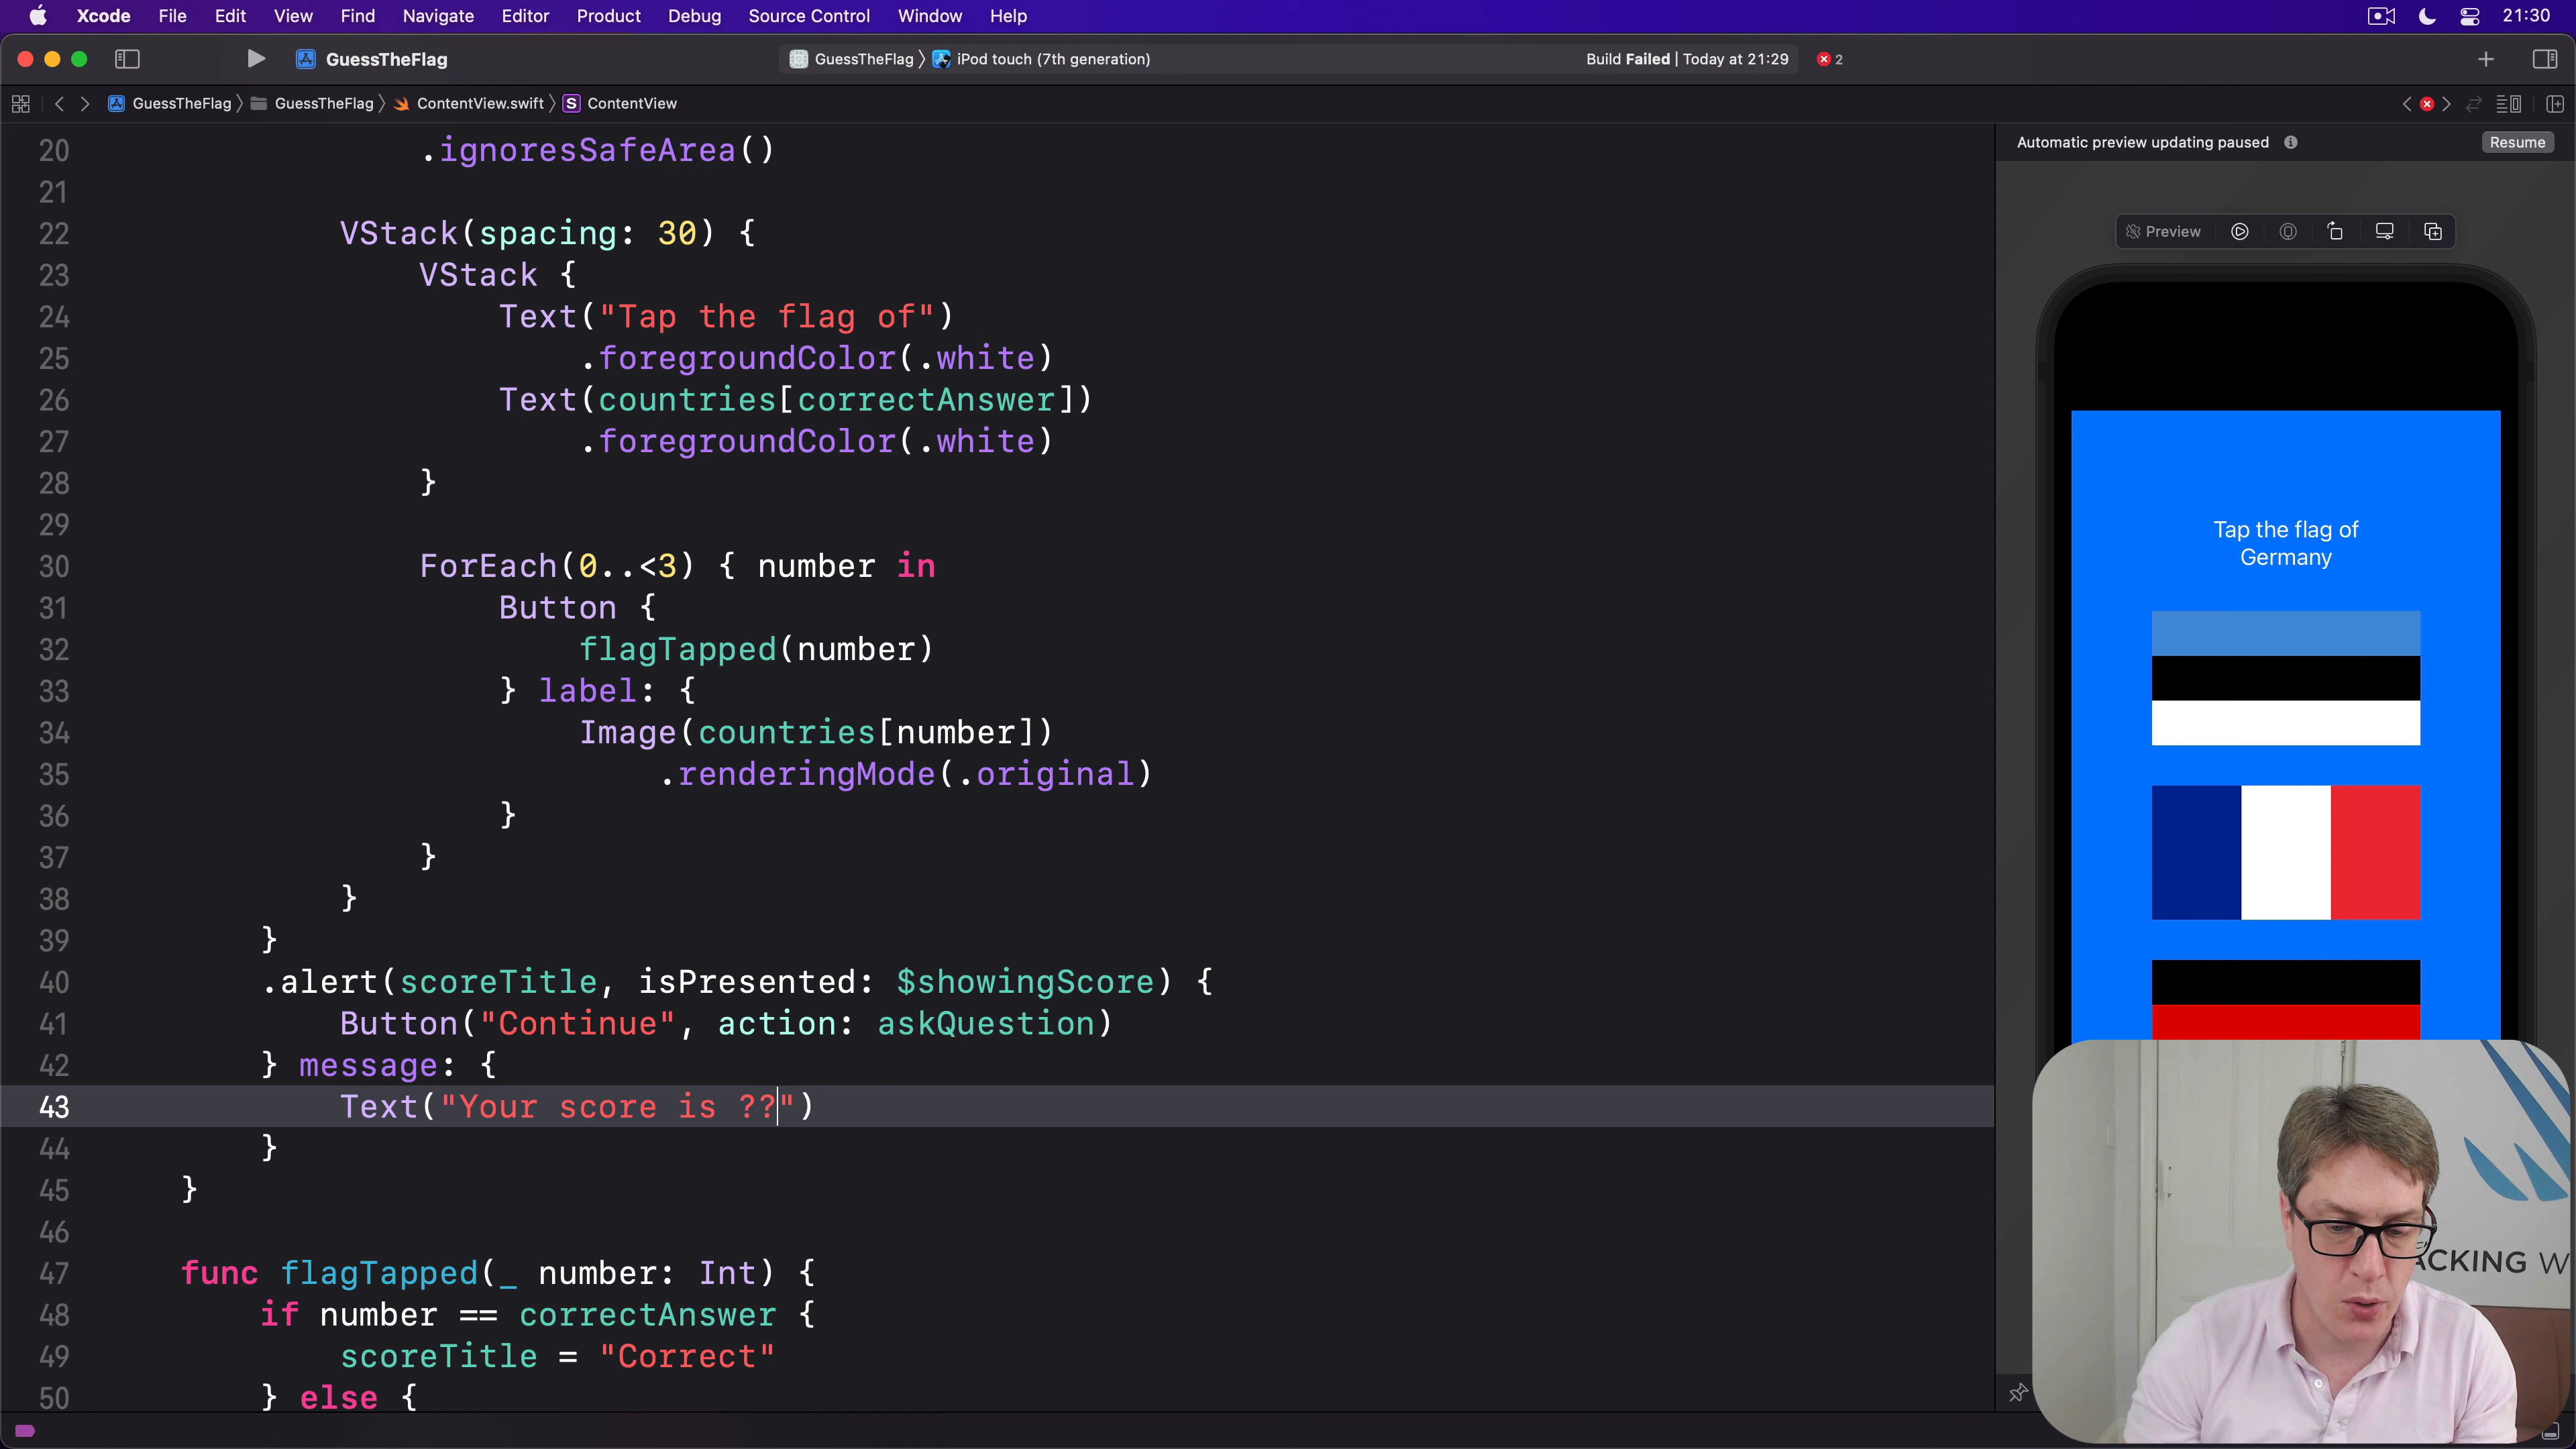 Xcode File Edit View Find Navigate Editor Product Debug Source Control Window Help 21:30
GuessTheFlag GuessTheFlag 〉 iPod touch (7th generation) Build Failed | Today at 21:29 2
GuessTheFlag 〉 GuessTheFlag 〉 ContentView.swift 〉 S ContentView
Automatic preview updating paused Resume
Preview
20 .ignoresSafeArea()
21
22 VStack(spacing: 30) {
23 VStack {
24 Text("Tap the flag of")
25 .foregroundColor(.white)
26 Text(countries[correctAnswer])
27 .foregroundColor(.white)
28 }
29
30 ForEach(0..<3) { number in
31 Button {
32 flagTapped(number)
33 } label: {
34 Image(countries[number])
35 .renderingMode(.original)
36 }
37 }
38 }
39 }
40 .alert(scoreTitle, isPresented: $showingScore) {
41 Button("Continue", action: askQuestion)
42 } message: {
43 Text("Your score is ??")
44 }
45 }
46
47 func flagTapped(_ number: Int) {
48 if number == correctAnswer {
49 scoreTitle = "Correct"
50 } else {
Tap the flag of
Germany
ACKING W